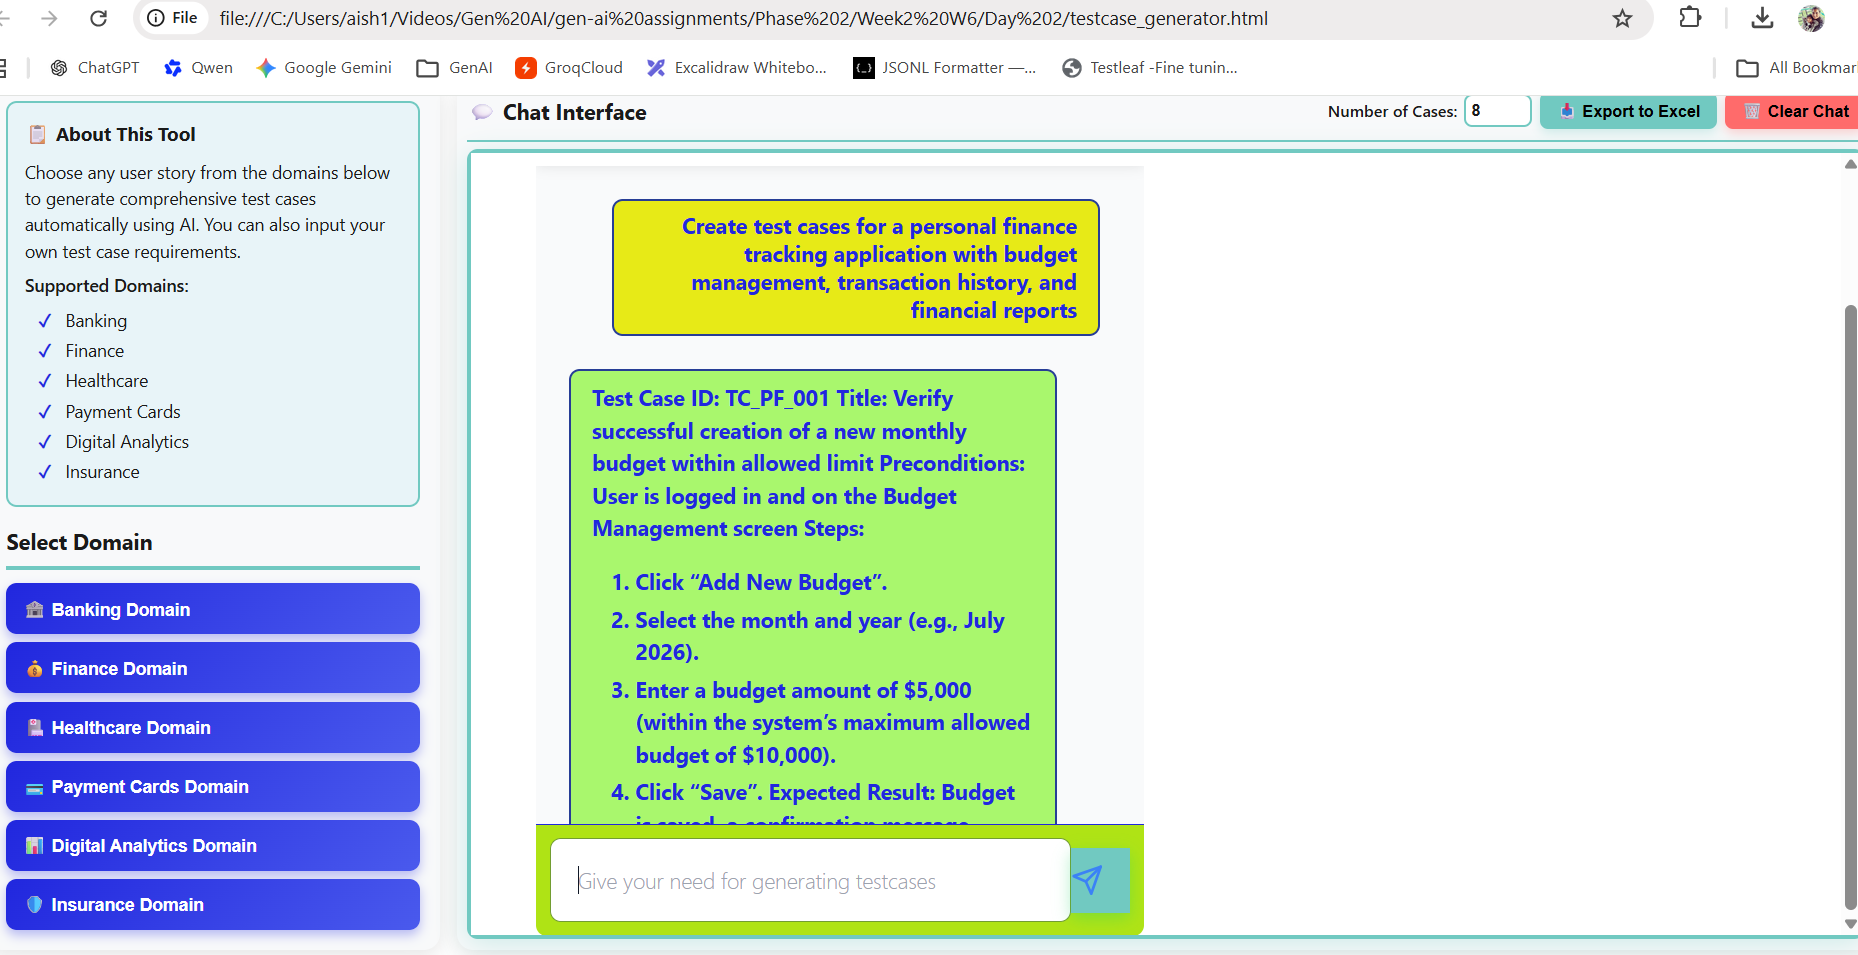 File
file:///C:/Users/aish1/Videos/Gen%20AI/gen-ai%20assignments/Phase%202/Week2%20W6/Day%202/testcase_generator.html
ChatGPT
Qwen
Google Gemini
GenAI
GroqCloud
Excalidraw Whitebo...
JSONL Formatter —...
Testleaf -Fine tunin...
All Bookmar
About This Tool
Choose any user story from the domains below
to generate comprehensive test cases
automatically using AI. You can also input your
own test case requirements.
Supported Domains:
✓ Banking
✓ Finance
✓ Healthcare
✓ Payment Cards
✓ Digital Analytics
✓ Insurance
Select Domain
Banking Domain
Finance Domain
Healthcare Domain
Payment Cards Domain
Digital Analytics Domain
Insurance Domain
Chat Interface
Number of Cases: 8
Export to Excel
Clear Chat
Create test cases for a personal finance
tracking application with budget
management, transaction history, and
financial reports
Test Case ID: TC_PF_001 Title: Verify
successful creation of a new monthly
budget within allowed limit Preconditions:
User is logged in and on the Budget
Management screen Steps:
1. Click “Add New Budget”.
2. Select the month and year (e.g., July
2026).
3. Enter a budget amount of $5,000
(within the system’s maximum allowed
budget of $10,000).
4. Click “Save”. Expected Result: Budget
is saved, a confirmation message
Give your need for generating testcases